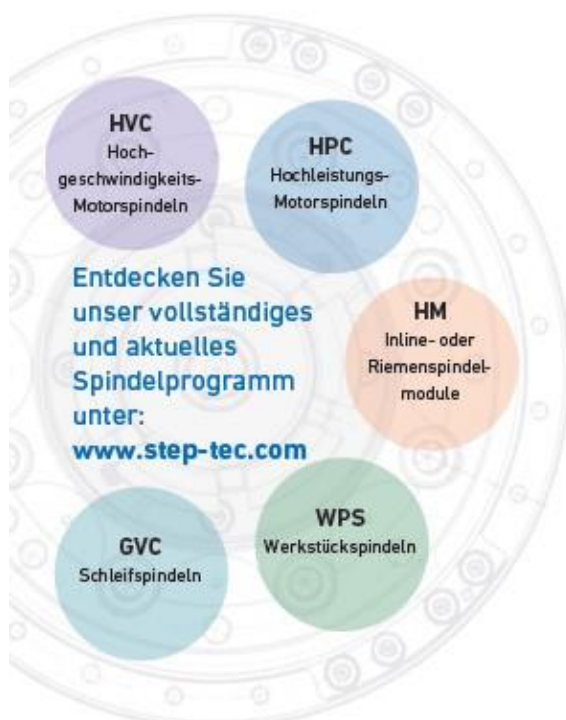 HVC
Hoch-
geschwindigkeits-
Motorspindeln
HPC
Hochleistungs-
Motorspindeln
Entdecken Sie
unser vollständiges
und aktuelles
Spindelprogramm
unter:
www.step-tec.com
HM
Inline- oder
Riemenspindel-
module
WPS
Werkstückspindeln
GVC
Schleifspindeln